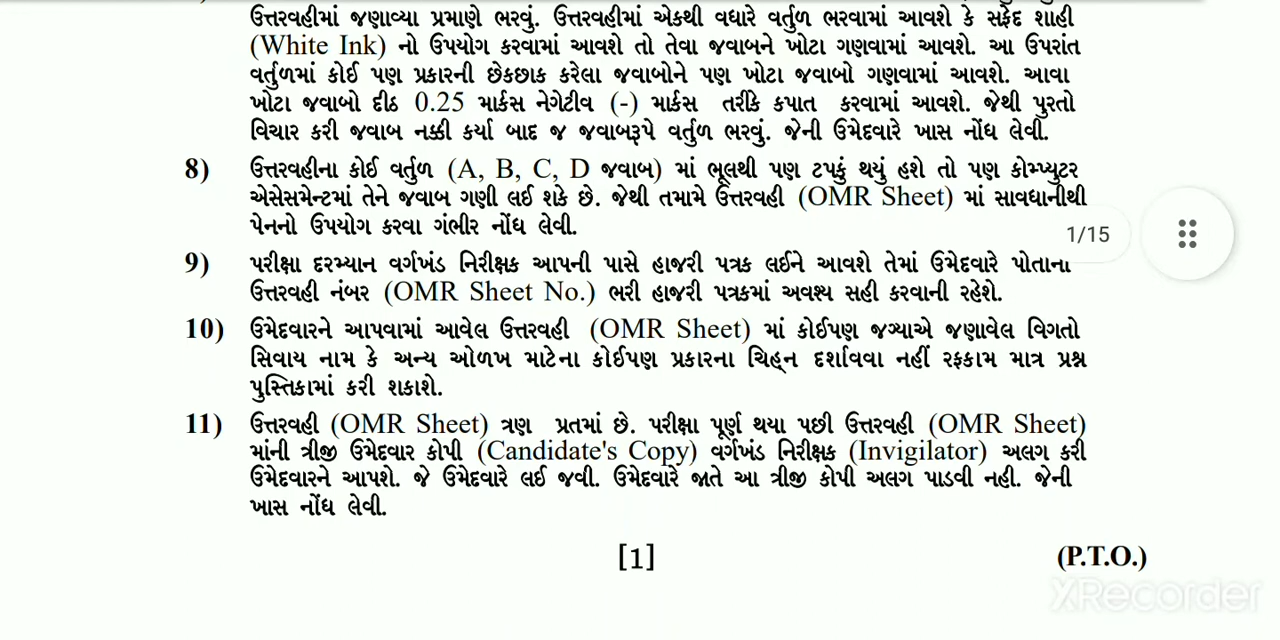 ઉત્તરવહીમાં જણાવ્યા પ્રમાણે ભરવું. ઉત્તરવહીમાં એકથી વધારે વર્તુળ ભરવામાં આવશે કે સફેદ શાહી
(White Ink) નો ઉપયોગ કરવામાં આવશે તો તેવા જવાબને ખોટા ગણવામાં આવશે. આ ઉપરાંત
વર્તુળમાં કોઈ પણ પ્રકારની છેકછાક કરેલા જવાબોને પણ ખોટા જવાબો ગણવામાં આવશે. આવા
ખોટા જવાબો દીઠ 0.25 માર્કસ નેગેટીવ (-) માર્કસ તરીકે કપાત કરવામાં આવશે. જેથી પુરતો
વિચાર કરી જવાબ નક્કી કર્યા બાદ જ જવાબરૂપે વર્તુળ ભરવું. જેની ઉમેદવારે ખાસ નોંધ લેવી.
8) ઉત્તરવહીના કોઈ વર્તુળ (A, B, C, D જવાબ) માં ભૂલથી પણ ટપકું થયું હશે તો પણ કોમ્પ્યુટર
એસેસમેન્ટમાં તેને જવાબ ગણી લઈ શકે છે. જેથી તમામે ઉત્તરવહી (OMR Sheet) માં સાવધાનીથી
પેનનો ઉપયોગ કરવા ગંભીર નોંધ લેવી.
1/15
9) પરીક્ષા દરમ્યાન વર્ગખંડ નિરીક્ષક આપની પાસે હાજરી પત્રક લઈને આવશે તેમાં ઉમેદવારે પોતાના
ઉત્તરવહી નંબર (OMR Sheet No.) ભરી હાજરી પત્રકમાં અવશ્ય સહી કરવાની રહેશે.
10) ઉમેદવારને આપવામાં આવેલ ઉત્તરવહી (OMR Sheet) માં કોઈપણ જગ્યાએ જણાવેલ વિગતો
સિવાય નામ કે અન્ય ઓળખ માટેના કોઈપણ પ્રકારના ચિહ્ન દર્શાવવા નહીં રફકામ માત્ર પ્રશ્ન
પુસ્તિકામાં કરી શકાશે.
11) ઉત્તરવહી (OMR Sheet) ત્રણ પ્રતમાં છે. પરીક્ષા પૂર્ણ થયા પછી ઉત્તરવહી (OMR Sheet)
માંની ત્રીજી ઉમેદવાર કોપી (Candidate's Copy) વર્ગખંડ નિરીક્ષક (Invigilator) અલગ કરી
ઉમેદવારને આપશે. જે ઉમેદવારે લઈ જવી. ઉમેદવારે જાતે આ ત્રીજી કોપી અલગ પાડવી નહી. જેની
ખાસ નોંધ લેવી.
[1] (P.T.O.)
XRecorder